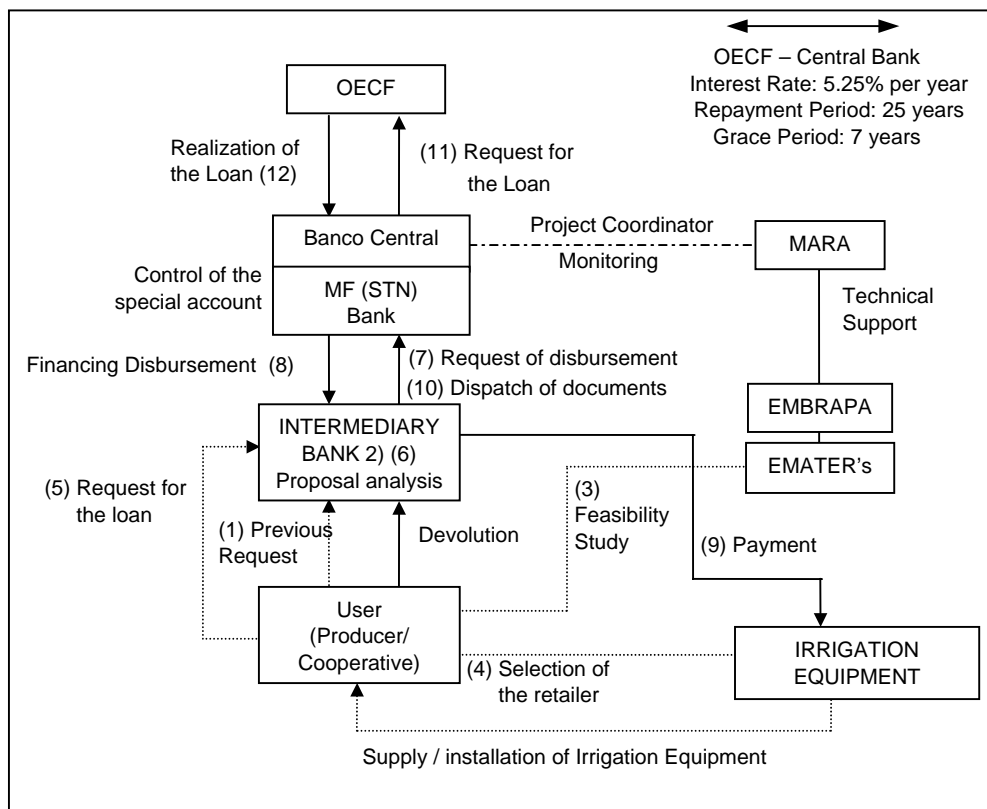 OECF – Central Bank
Interest Rate: 5.25% per year
Repayment Period: 25 years
Grace Period: 7 years
OECF
Realization of
the Loan (12)
(11) Request for
the Loan
Banco Central
Project Coordinator
Monitoring
MARA
Control of the
special account
MF (STN)
Bank
Technical
Support
Financing Disbursement (8)
(7) Request of disbursement
(10) Dispatch of documents
EMBRAPA
EMATER's
INTERMEDIARY
BANK 2) (6)
Proposal analysis
(5) Request for
the loan
(1) Previous
Request
Devolution
(3)
Feasibility
Study
(9) Payment
User
(Producer/
Cooperative)
(4) Selection of
the retailer
IRRIGATION
EQUIPMENT
Supply / installation of Irrigation Equipment